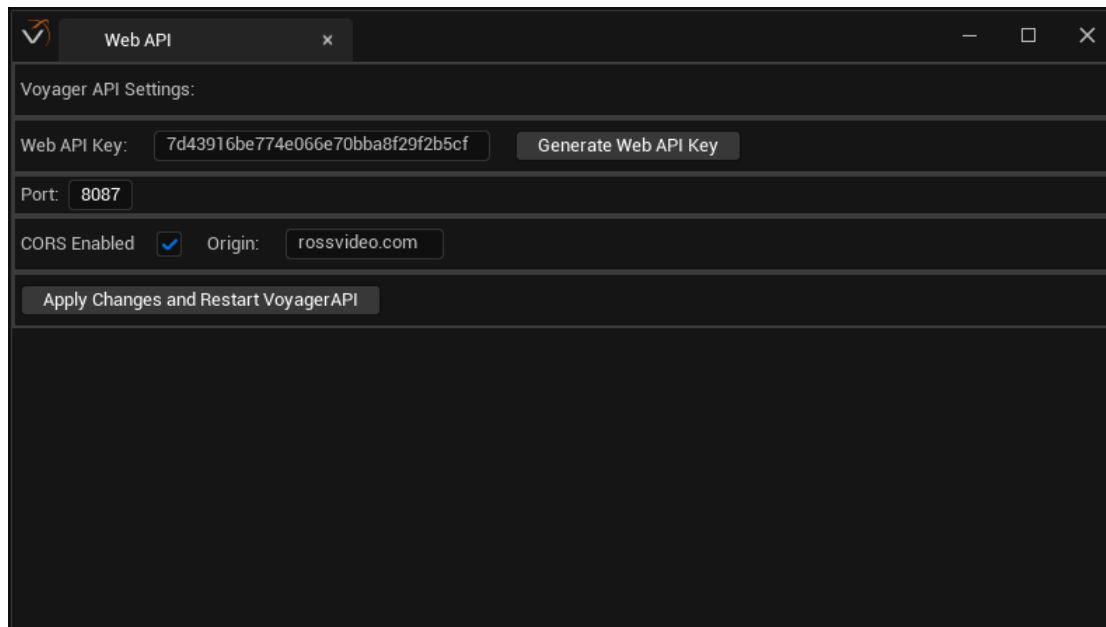 Web API
Voyager API Settings:
Web API Key: 7d43916be774e066e70bba8f29f2b5cf Generate Web API Key
Port: 8087
CORS Enabled Origin: rossvideo.com
Apply Changes and Restart VoyagerAPI